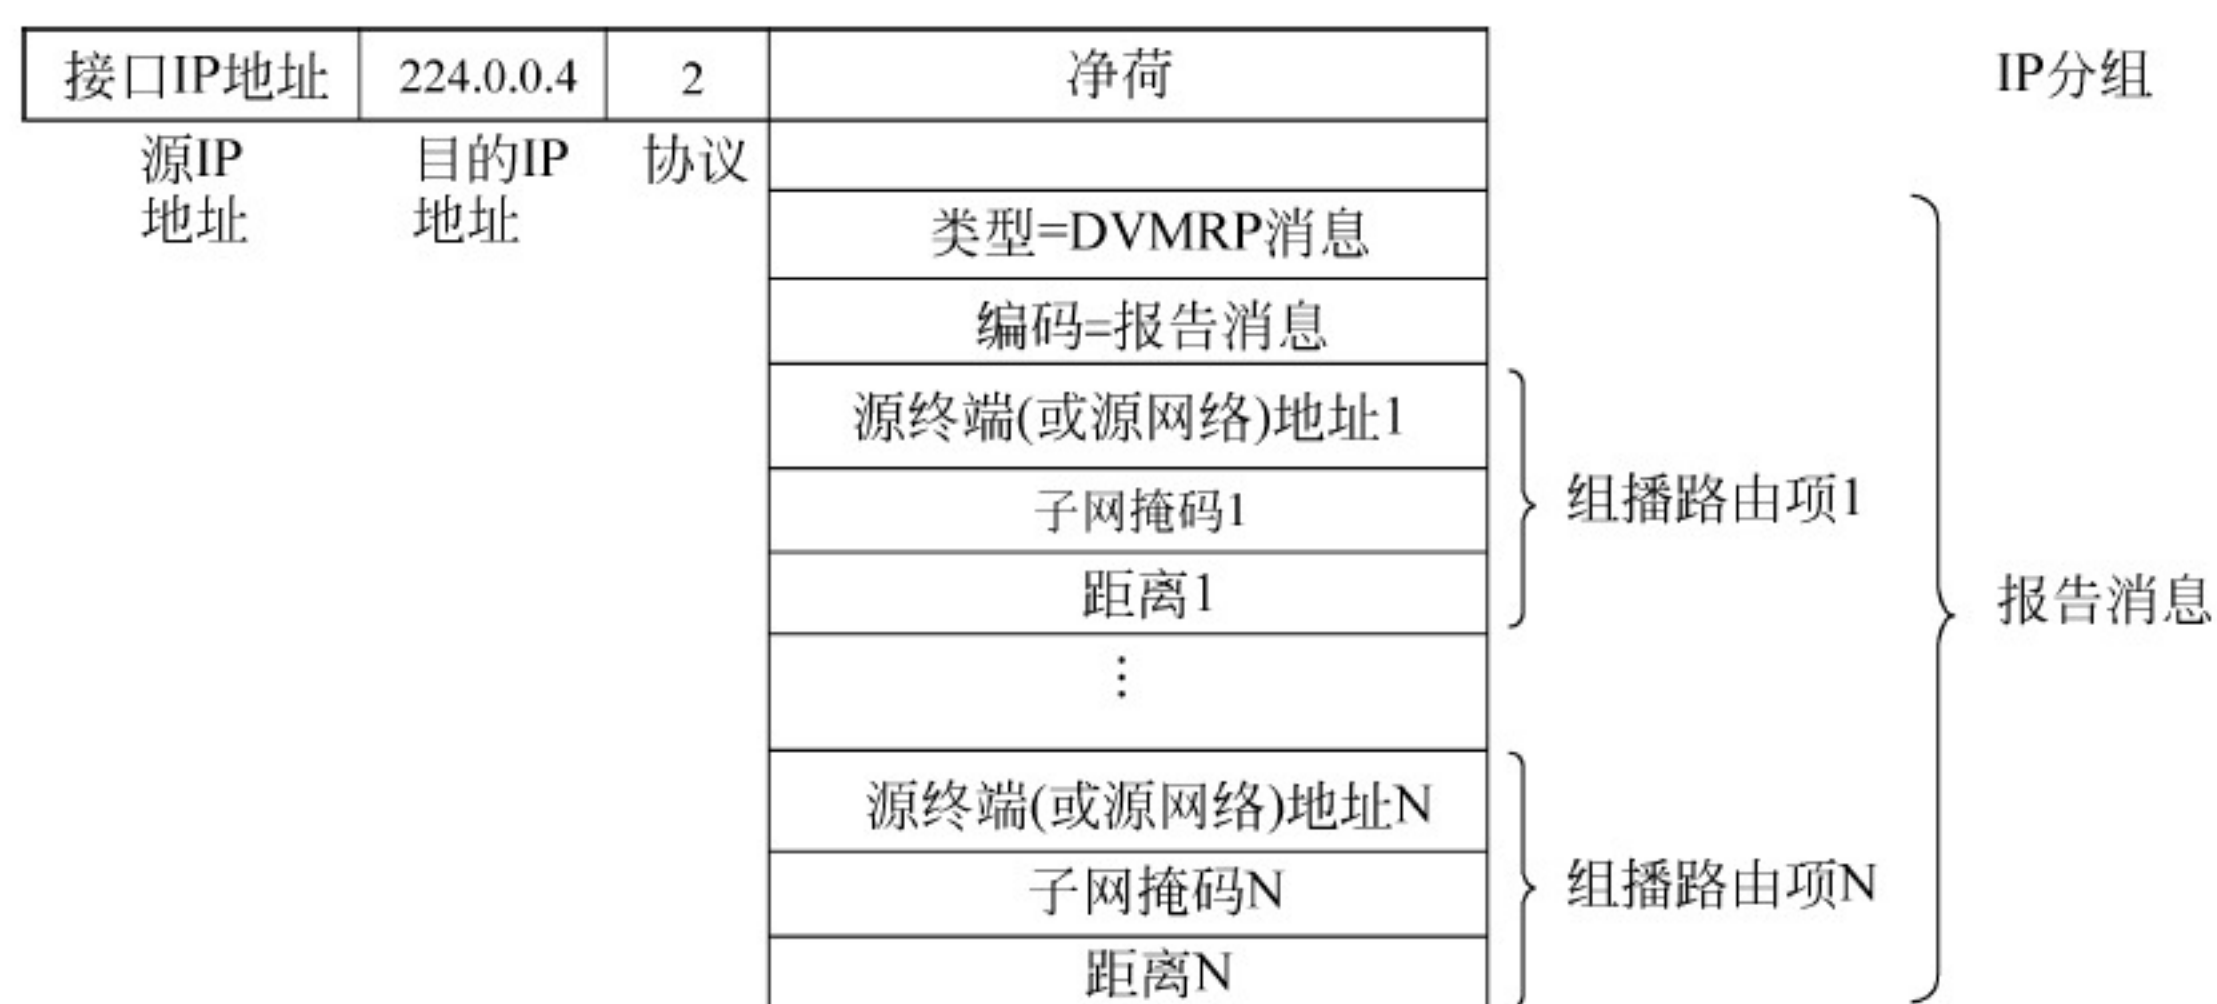 接口IP地址 224.0.0.4 2 净荷 IP分组
源IP 目的IP 协议
地址 地址
类型=DVMRP消息
编码=报告消息
源终端(或源网络)地址1
子网掩码1
组播路由项1
距离1
报告消息
⋮
源终端(或源网络)地址N
子网掩码N
组播路由项N
距离N